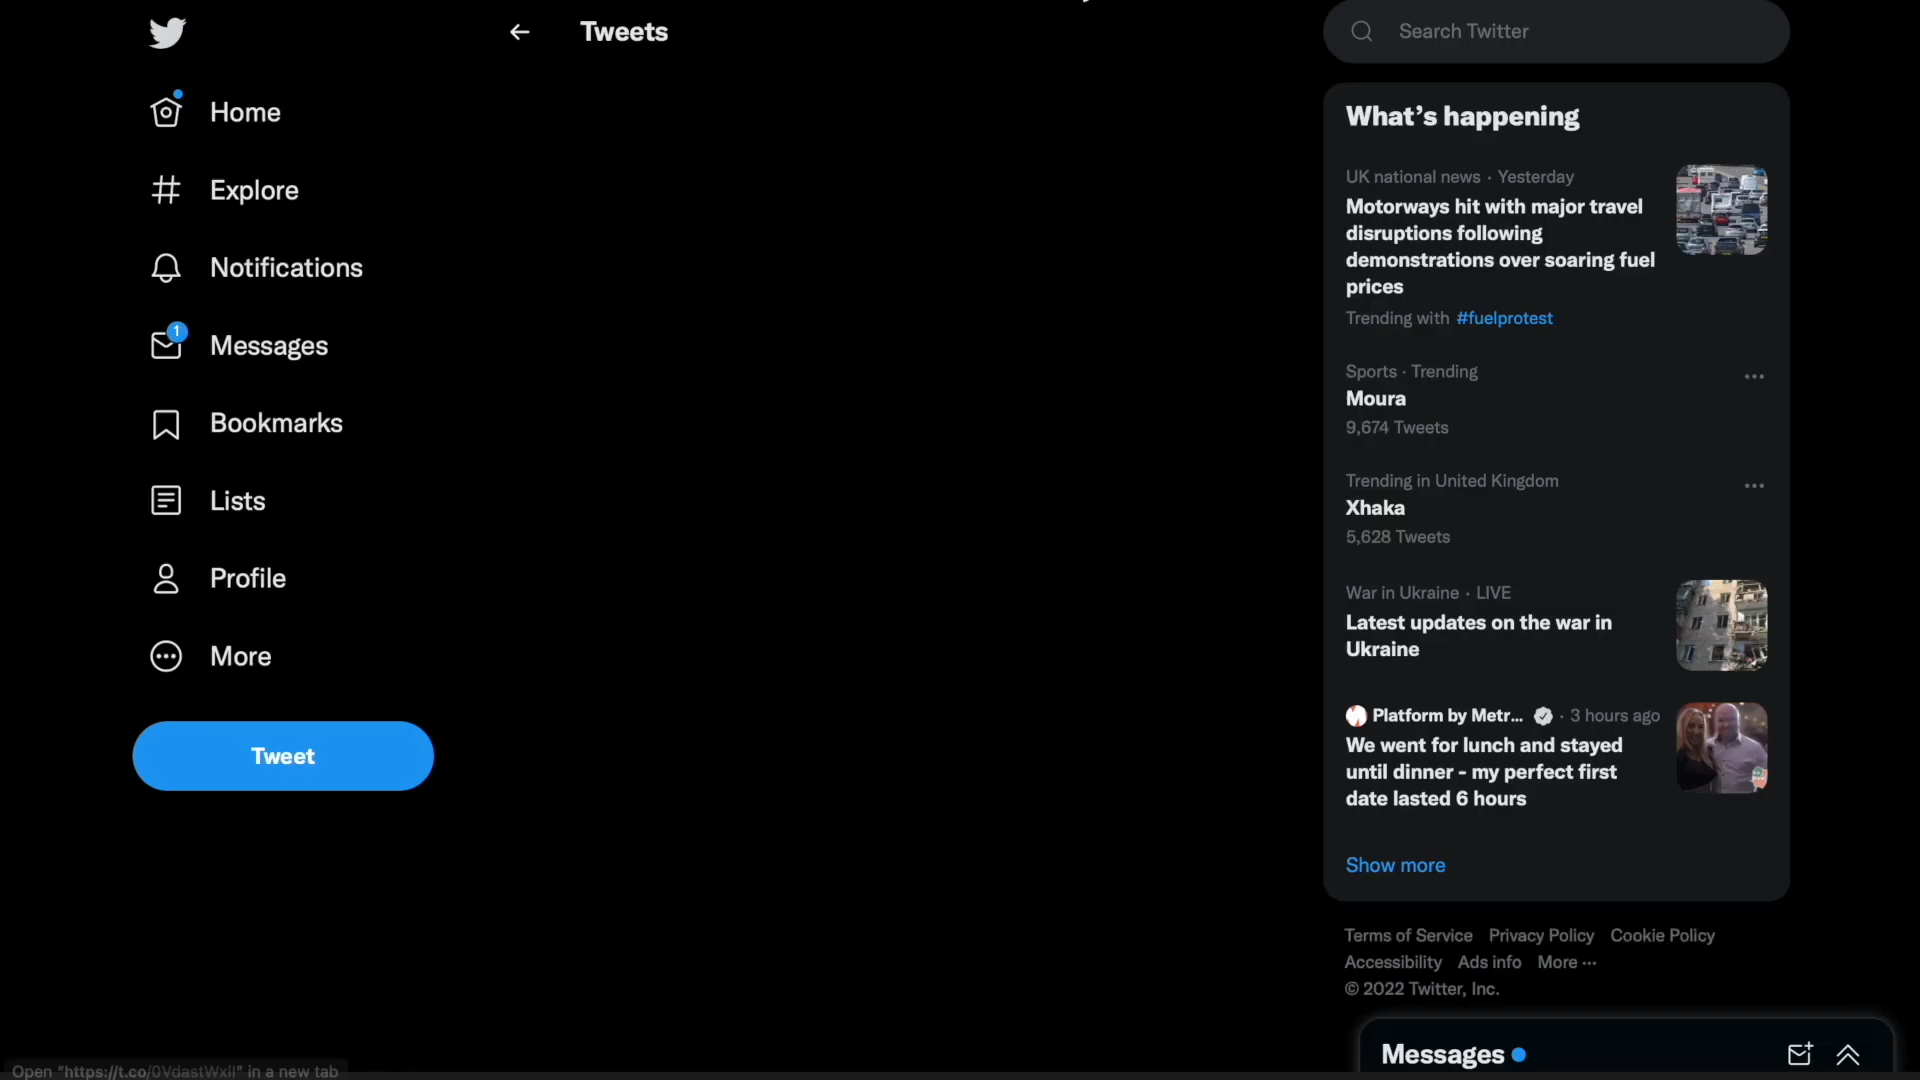 Tweets
Home
Explore
Notifications
1
Messages
Bookmarks
Lists
Profile
More
Tweet
Search Twitter
What's happening
UK national news · Yesterday
Motorways hit with major travel
disruptions following
demonstrations over soaring fuel
prices
Trending with #fuelprotest
Sports · Trending
Moura
9,674 Tweets
Trending in United Kingdom
Xhaka
5,628 Tweets
War in Ukraine · LIVE
Latest updates on the war in
Ukraine
Platform by Metr... · 3 hours ago
We went for lunch and stayed
until dinner - my perfect first
date lasted 6 hours
Show more
Terms of Service Privacy Policy Cookie Policy
Accessibility Ads info More ...
© 2022 Twitter, Inc.
Messages
Open "https://t.co/0VdastWxII" in a new tab